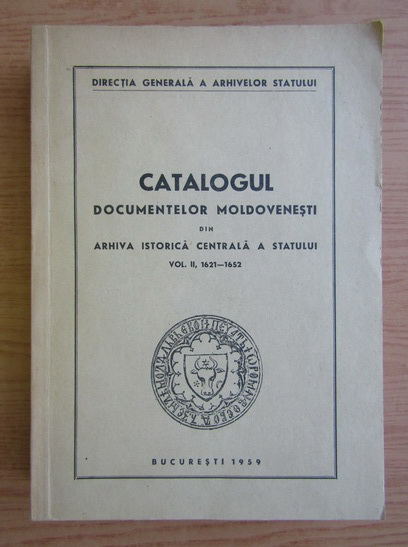 DIRECȚIA GENERALĂ A ARHIVELOR STATULUI
CATALOGUL
DOCUMENTELOR MOLDOVENEȘTI
DIN
ARHIVA ISTORICĂ CENTRALĂ A STATULUI
VOL. II, 1621—1652
BUCUREȘTI 1959